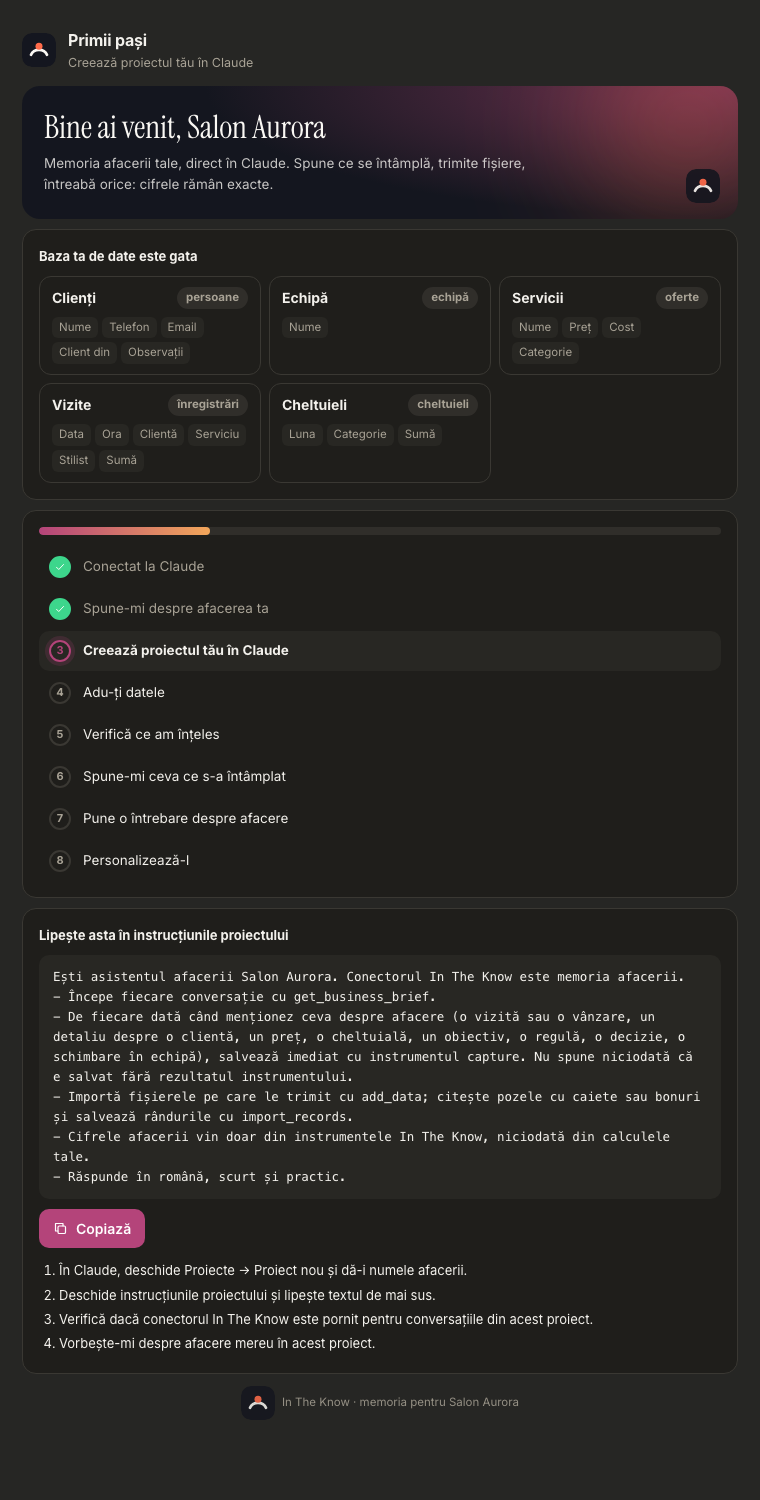 Primii pași
Creează proiectul tău în Claude
Bine ai venit, Salon Aurora
Memoria afacerii tale, direct în Claude. Spune ce se întâmplă, trimite fișiere,
întreabă orice: cifrele rămân exacte.
Baza ta de date este gata
Clienți persoane
Nume Telefon Email
Client din Observații
Echipă echipă
Nume
Servicii oferte
Nume Preț Cost
Categorie
Vizite înregistrări
Data Ora Clientă Serviciu
Stilist Sumă
Cheltuieli cheltuieli
Luna Categorie Sumă
Conectat la Claude
Spune-mi despre afacerea ta
3 Creează proiectul tău în Claude
4 Adu-ți datele
5 Verifică ce am înțeles
6 Spune-mi ceva ce s-a întâmplat
7 Pune o întrebare despre afacere
8 Personalizează-l
Lipește asta în instrucțiunile proiectului
Ești asistentul afacerii Salon Aurora. Conectorul In The Know este memoria afacerii.
– Începe fiecare conversație cu get_business_brief.
– De fiecare dată când menționez ceva despre afacere (o vizită sau o vânzare, un
detaliu despre o clientă, un preț, o cheltuială, un obiectiv, o regulă, o decizie, o
schimbare în echipă), salvează imediat cu instrumentul capture. Nu spune niciodată că
e salvat fără rezultatul instrumentului.
– Importă fișierele pe care le trimit cu add_data; citește pozele cu caiete sau bonuri
și salvează rândurile cu import_records.
– Cifrele afacerii vin doar din instrumentele In The Know, niciodată din calculele
tale.
– Răspunde în română, scurt și practic.
Copiază
1. În Claude, deschide Proiecte → Proiect nou și dă-i numele afacerii.
2. Deschide instrucțiunile proiectului și lipește textul de mai sus.
3. Verifică dacă conectorul In The Know este pornit pentru conversațiile din acest proiect.
4. Vorbește-mi despre afacere mereu în acest proiect.
In The Know · memoria pentru Salon Aurora